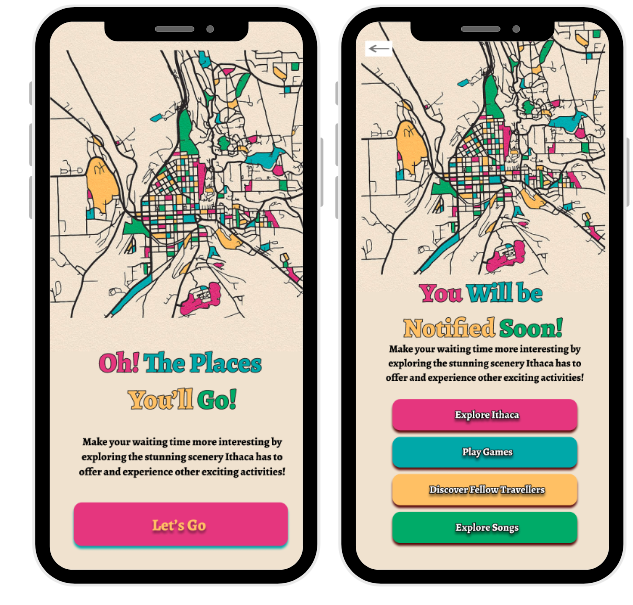 Oh! The Places
You'll Go!
Make your waiting time more interesting by
exploring the stunning scenery Ithaca has to
offer and experience other exciting activities!
Let's Go
You Will be
Notified Soon!
Make your waiting time more interesting by
exploring the stunning scenery Ithaca has to
offer and experience other exciting activities!
Explore Ithaca
Play Games
Discover Fellow Travellers
Explore Songs